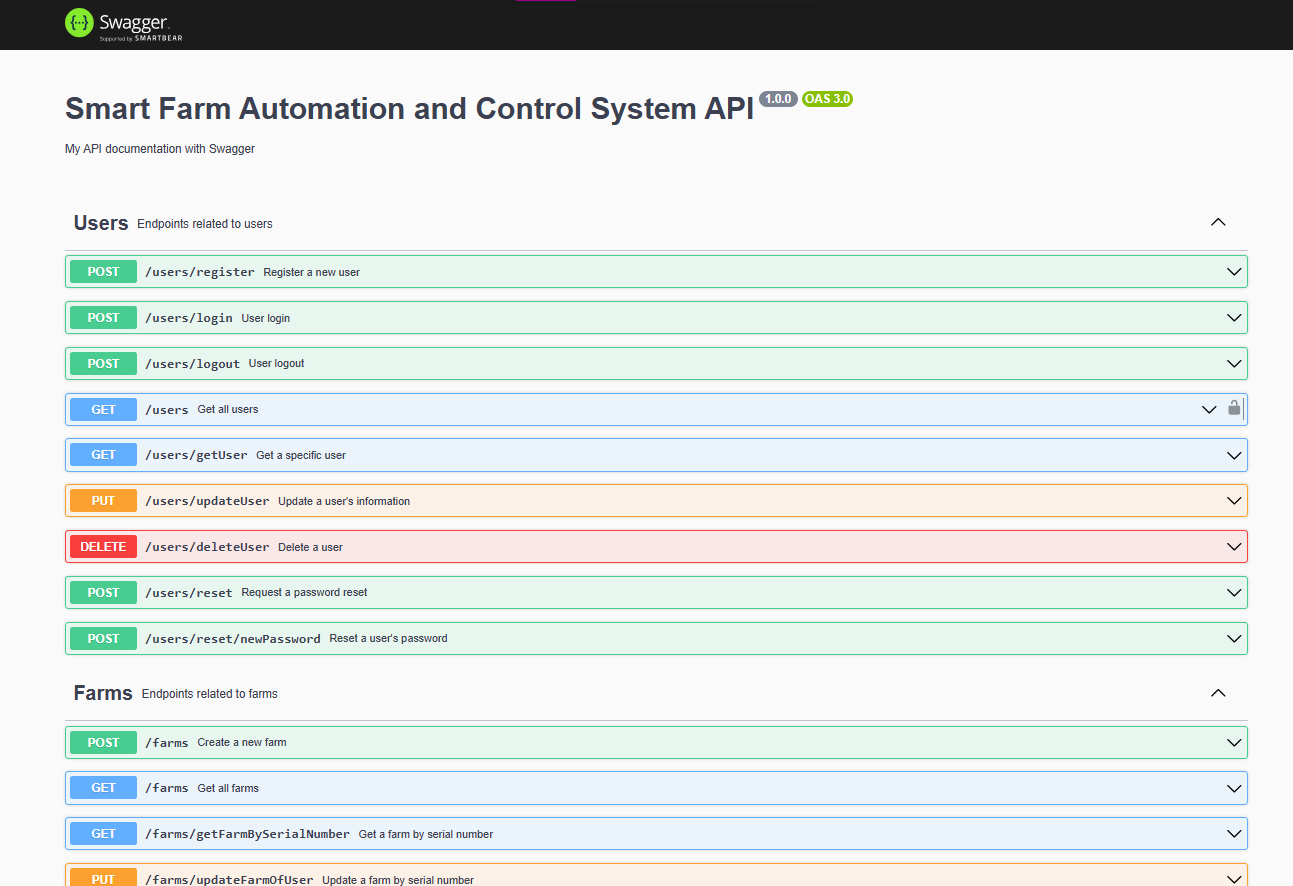 Swagger.
Supported by SMARTBEAR
Smart Farm Automation and Control System API 1.0.0 OAS 3.0
My API documentation with Swagger
Users Endpoints related to users
POST /users/register Register a new user
POST /users/login User login
POST /users/logout User logout
GET /users Get all users
GET /users/getUser Get a specific user
PUT /users/updateUser Update a user's information
DELETE /users/deleteUser Delete a user
POST /users/reset Request a password reset
POST /users/reset/newPassword Reset a user's password
Farms Endpoints related to farms
POST /farms Create a new farm
GET /farms Get all farms
GET /farms/getFarmBySerialNumber Get a farm by serial number
PUT /farms/updateFarmOfUser Update a farm by serial number